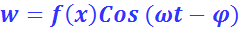 w = f(x)Cos (ωt − φ)